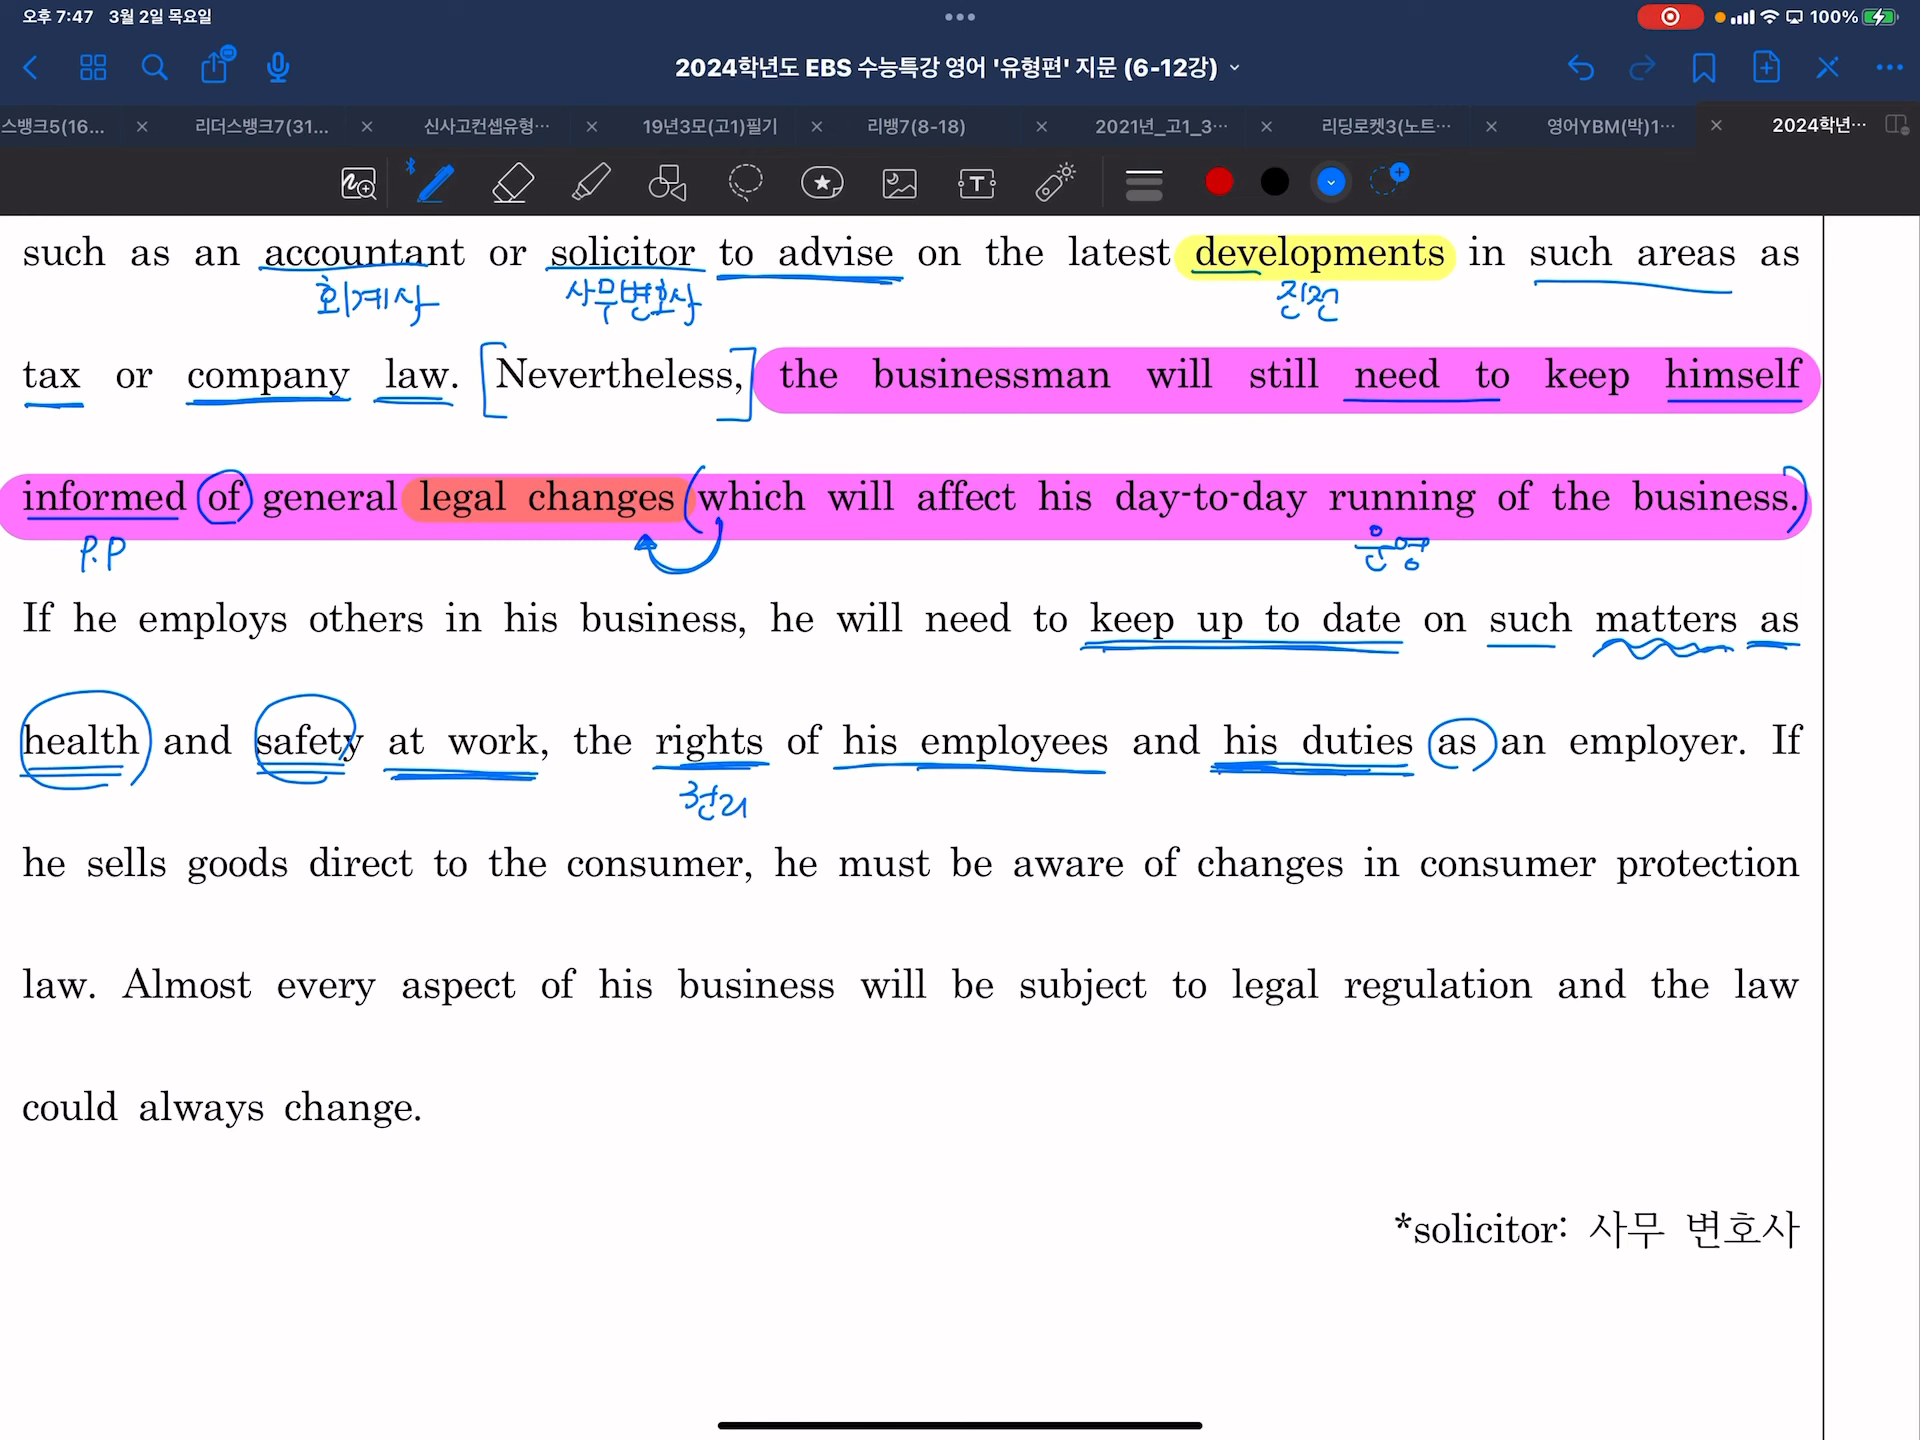 오후 7:47 3월 2일 목요일
100%
2024학년도 EBS 수능특강 영어 '유형편' 지문 (6-12강)
스뱅크5(16... 리더스뱅크7(31... 신사고컨셉유형... 19년3모(고1)필기 리뱅7(8-18) 2021년_고1_3... 리딩로켓3(노트... 영어YBM(박)1... 2024학년...
such as an accountant or solicitor to advise on the latest developments in such areas as
회계사 사무변호사 진전
tax or company law. [Nevertheless,] the businessman will still need to keep himself
informed of general legal changes (which will affect his day-to-day running of the business.)
P.P 운영
If he employs others in his business, he will need to keep up to date on such matters as
health and safety at work, the rights of his employees and his duties as an employer. If
권리
he sells goods direct to the consumer, he must be aware of changes in consumer protection
law. Almost every aspect of his business will be subject to legal regulation and the law
could always change.
*solicitor: 사무 변호사